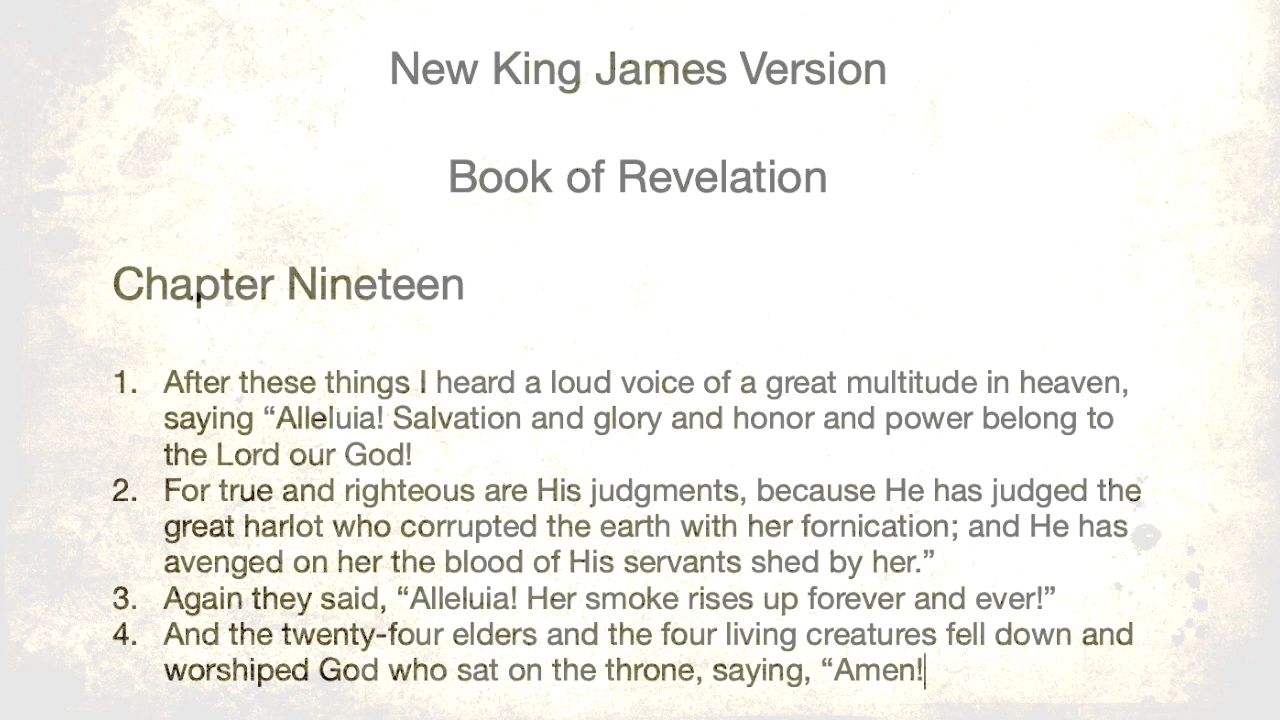 New King James Version
Book of Revelation
Chapter Nineteen
1. After these things I heard a loud voice of a great multitude in heaven,
saying “Alleluia! Salvation and glory and honor and power belong to
the Lord our God!
2. For true and righteous are His judgments, because He has judged the
great harlot who corrupted the earth with her fornication; and He has
avenged on her the blood of His servants shed by her.”
3. Again they said, “Alleluia! Her smoke rises up forever and ever!”
4. And the twenty-four elders and the four living creatures fell down and
worshiped God who sat on the throne, saying, “Amen!